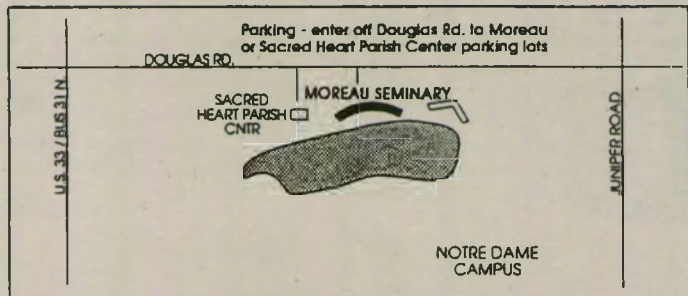 Parking - enter off Douglas Rd. to Moreau
or Sacred Heart Parish Center parking lots
DOUGLAS RD.
U.S. 33 / BUS 31 N.
SACRED
HEART PARISH
CNTR
MOREAU SEMINARY
JUNIPER ROAD
NOTRE DAME
CAMPUS